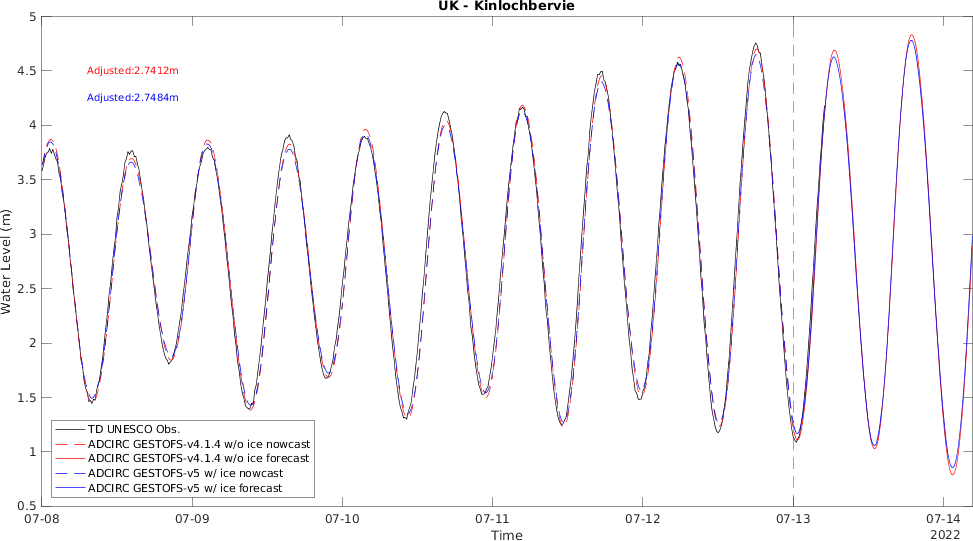 UK - Kinlochbervie
5
4.5
4
3.5
3
2.5
2
1.5
1
0.5
Water Level (m)
Adjusted:2.7412m
Adjusted:2.7484m
TD UNESCO Obs.
ADCIRC GESTOFS-v4.1.4 w/o ice nowcast
ADCIRC GESTOFS-v4.1.4 w/o ice forecast
ADCIRC GESTOFS-v5 w/ ice nowcast
ADCIRC GESTOFS-v5 w/ ice forecast
07-08 07-09 07-10 07-11 07-12 07-13 07-14
2022
Time